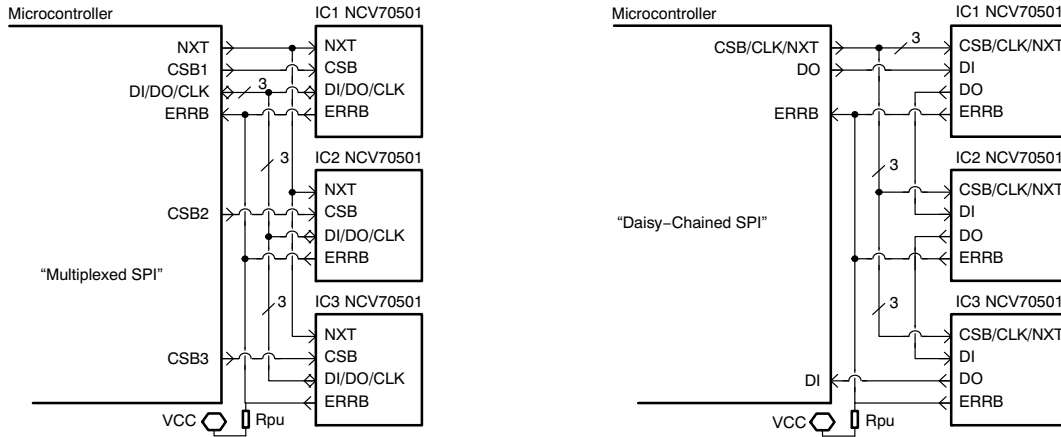 Microcontroller
IC1 NCV70501
NXT
NXT
CSB1
CSB
DI/DO/CLK
3
DI/DO/CLK
ERRB
ERRB
IC2 NCV70501
3
NXT
CSB2
CSB
DI/DO/CLK
ERRB
“Multiplexed SPI”
IC3 NCV70501
3
NXT
CSB3
CSB
DI/DO/CLK
ERRB
VCC
Rpu
Microcontroller
IC1 NCV70501
CSB/CLK/NXT
3
CSB/CLK/NXT
DO
DI
DO
ERRB
ERRB
IC2 NCV70501
3
CSB/CLK/NXT
“Daisy−Chained SPI”
DI
DO
ERRB
IC3 NCV70501
3
CSB/CLK/NXT
DI
DI
DO
ERRB
VCC
Rpu